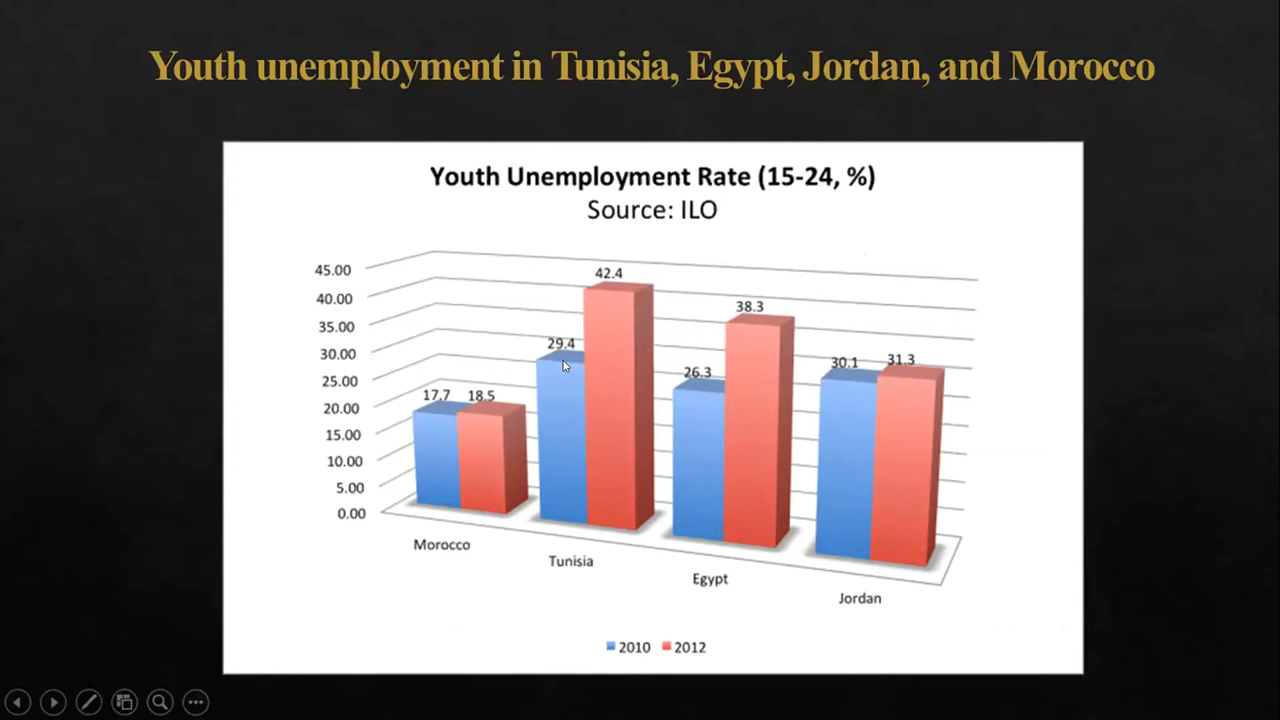 Youth unemployment in Tunisia, Egypt, Jordan, and Morocco
Youth Unemployment Rate (15-24, %)
Source: ILO
45.00
40.00
35.00
30.00
25.00
20.00
15.00
10.00
5.00
0.00
17.7 18.5
29.4 42.4
26.3 38.3
30.1 31.3
Morocco
Tunisia
Egypt
Jordan
2010 2012